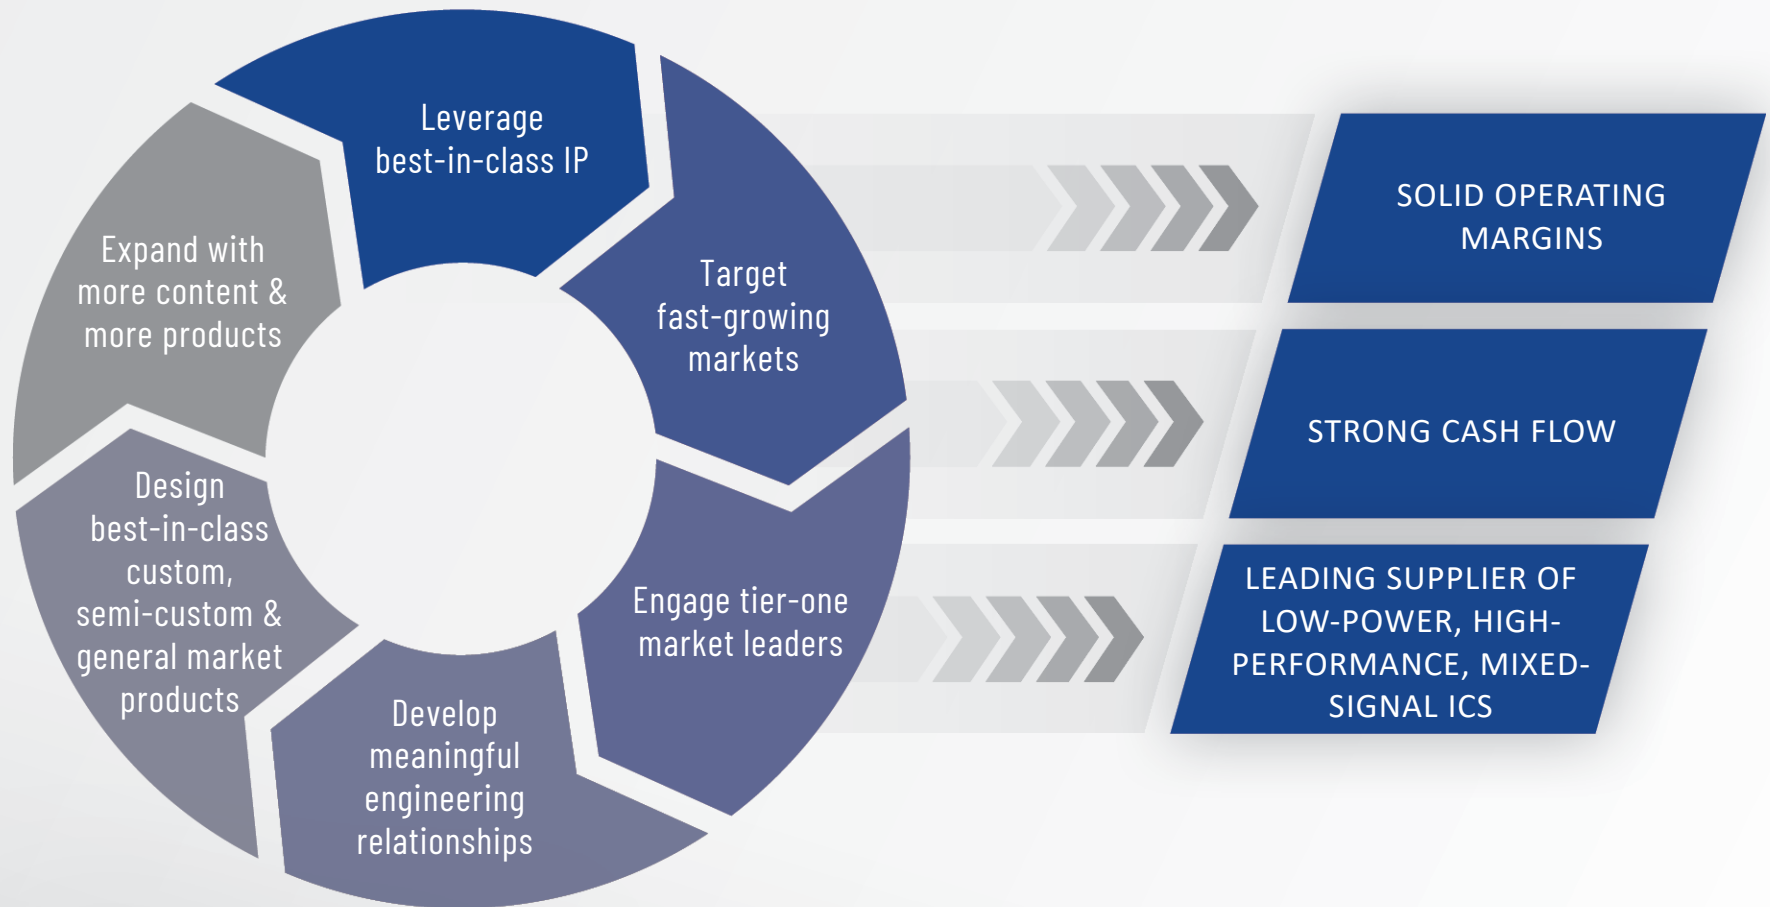 Leverage
best-in-class IP
Target
fast-growing
markets
Engage tier-one
market leaders
Develop
meaningful
engineering
relationships
Design
best-in-class
custom,
semi-custom &
general market
products
Expand with
more content &
more products
SOLID OPERATING
MARGINS
STRONG CASH FLOW
LEADING SUPPLIER OF
LOW-POWER, HIGH-
PERFORMANCE, MIXED-
SIGNAL ICS